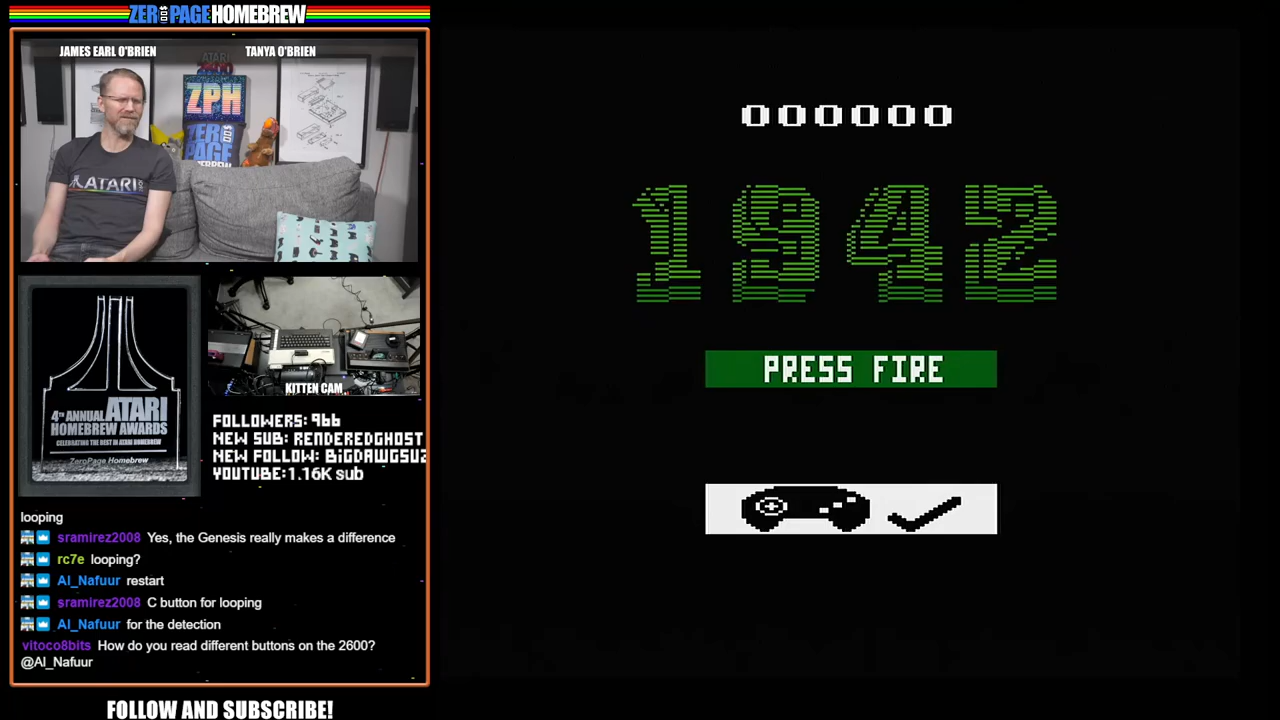 ZEROPAGE HOMEBREW
JAMES EARL O'BRIEN
TANYA O'BRIEN
ATARI
ZPH
ZERO
PAGE
ATARI
4TH ANNUAL ATARI
HOMEBREW AWARDS
CELEBRATING THE BEST IN ATARI HOMEBREW
ZeroPage Homebrew
KITTEN CAM
FOLLOWERS: 966
NEW SUB: RENDEREDGHOST
NEW FOLLOW: BIGDAWGSUZ
YOUTUBE:1.16K sub
looping
sramirez2008 Yes, the Genesis really makes a difference
rc7e looping?
Al_Nafuur restart
sramirez2008 C button for looping
Al_Nafuur for the detection
vitoco8bits How do you read different buttons on the 2600?
@Al_Nafuur
FOLLOW AND SUBSCRIBE!
000000
1942
PRESS FIRE